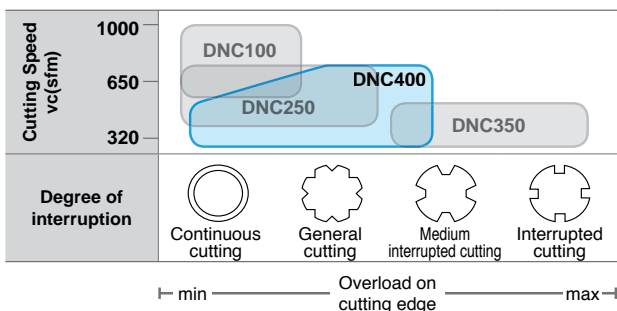 Cutting Speed
vc(sfm)
1000
650
320
DNC100
DNC400
DNC250
DNC350
Degree of
interruption
Continuous
cutting
General
cutting
Medium
interrupted cutting
Interrupted
cutting
min
Overload on
cutting edge
max